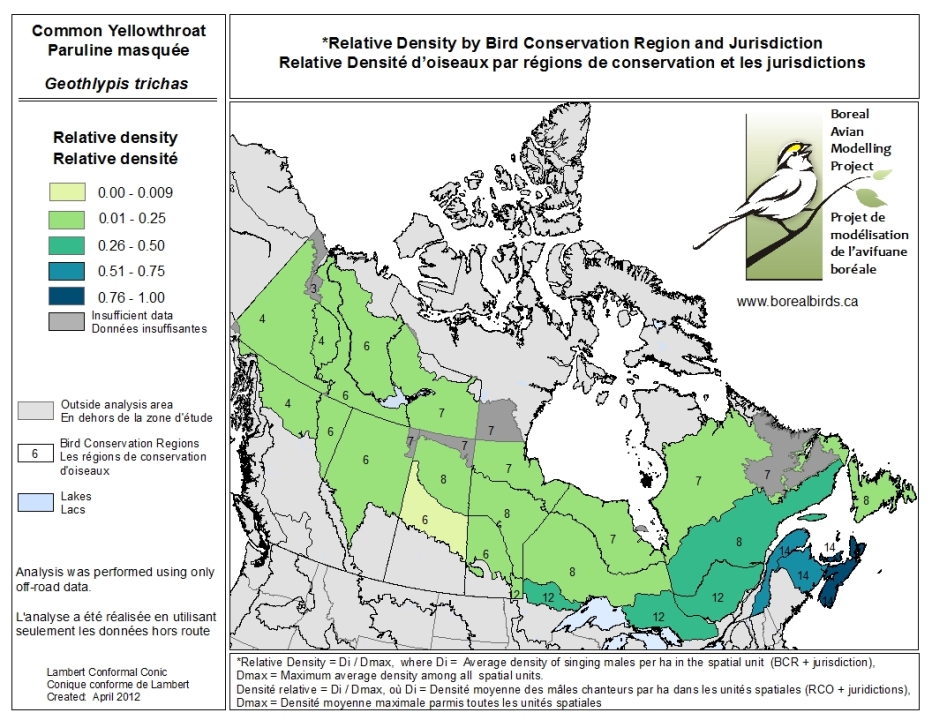 Common Yellowthroat
Paruline masquée
Geothlypis trichas
Relative density
Relative densité
0.00 - 0.009
0.01 - 0.25
0.26 - 0.50
0.51 - 0.75
0.76 - 1.00
Insufficient data
Données insuffisantes
Outside analysis area
En dehors de la zone d'étude
6
Bird Conservation Regions
Les régions de conservation
d'oiseaux
Lakes
Lacs
Analysis was performed using only
off-road data.
L'analyse a été réalisée en utilisant
seulement les données hors route
Lambert Conformal Conic
Conique conforme de Lambert
Created: April 2012
*Relative Density by Bird Conservation Region and Jurisdiction
Relative Densité d'oiseaux par régions de conservation et les jurisdictions
Boreal
Avian
Modelling
Project
Projet de
modélisation
de l'avifuane
boréale
www.borealbirds.ca
3
4
4
6
4
6
7
7
6
6
7
7
8
7
7
7
8
6
8
8
7
4
6
8
8
2
12
12
12
14
14
14
*Relative Density = Di / Dmax, where Di = Average density of singing males per ha in the spatial unit (BCR + jurisdiction),
Dmax = Maximum average density among all spatial units.
Densité relative = Di / Dmax, où Di = Densité moyenne des mâles chanteurs par ha dans les unités spatiales (RCO + juridictions),
Dmax = Densité moyenne maximale parmis toutes les unités spatiales